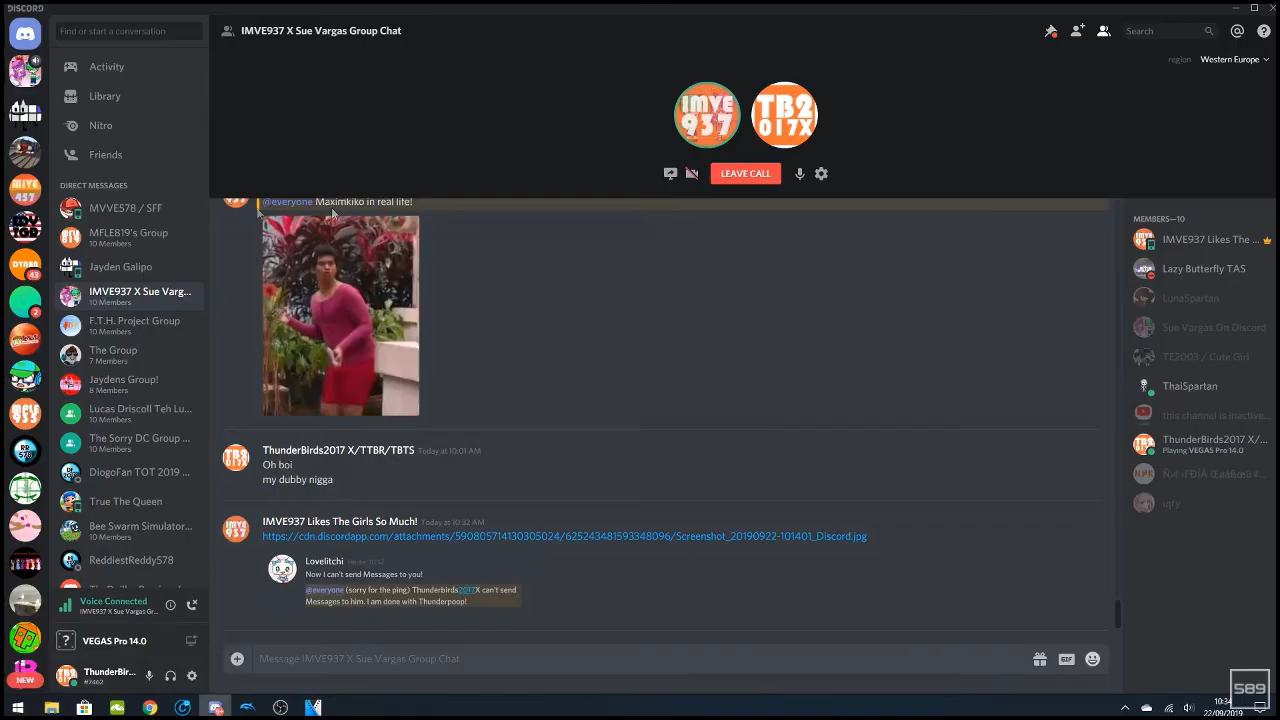 DISCORD
Find or start a conversation
IMVE937 X Sue Vargas Group Chat
Search
region Western Europe
Activity
Library
Nitro
Friends
DIRECT MESSAGES
MVVE578 / SFF
MFLE819's Group
10 Members
Jayden Galipo
IMVE937 X Sue Varg...
10 Members
F.T.H. Project Group
10 Members
The Group
7 Members
Jaydens Group!
8 Members
Lucas Driscoll Teh Lu...
10 Members
The Sorry DC Group ...
10 Members
DiogoFan TOT 2019 ...
True The Queen
Bee Swarm Simulator...
ReddiestReddy578
Voice Connected
IMVE937 X Sue Vargas Gr...
VEGAS Pro 14.0
ThunderBir...
#7462
43
2
NEW
IMVE
937
TB2
017X
LEAVE CALL
@everyone Maximkiko in real life!
ThunderBirds2017 X/TTBR/TBTS Today at 10:01 AM
Oh boi
my dubby nigga
IMVE937 Likes The Girls So Much! Today at 10:32 AM
https://cdn.discordapp.com/attachments/590805714130305024/625243481593348096/Screenshot_20190922-101401_Discord.jpg
Lovelitchi
Now I can't send Messages to you!
@everyone (sorry for the ping) Thunderbirds2017X can't send
Messages to him. I am done with Thunderpoop!
Message IMVE937 X Sue Vargas Group Chat
GIF
MEMBERS—10
IMVE937 Likes The ...
Lazy Butterfly TAS
LunaSpartan
Sue Vargas On Discord
TE2003 / Cute Girl
ThaiSpartan
this channel is inactive...
ThunderBirds2017 X/...
Playing VEGAS Pro 14.0
iqfy
589
22/09/2019